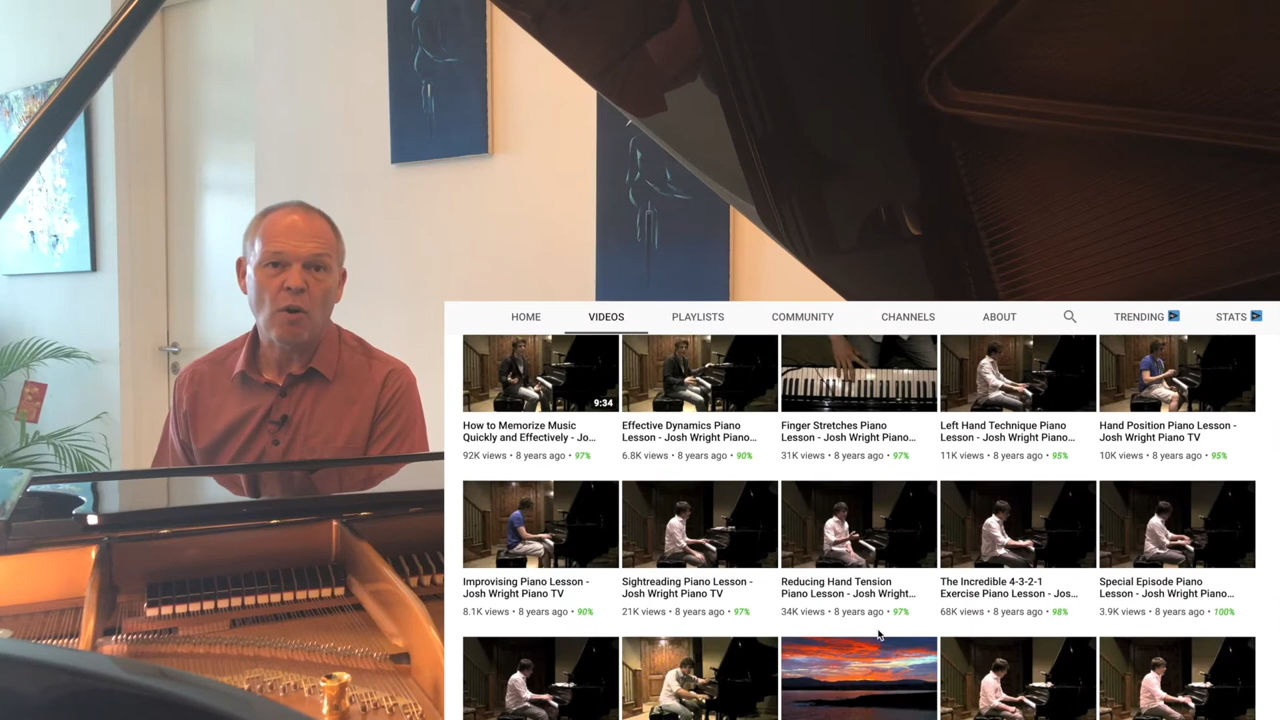 HOME VIDEOS PLAYLISTS COMMUNITY CHANNELS ABOUT TRENDING STATS
9:34
How to Memorize Music
Quickly and Effectively - Jo...
92K views • 8 years ago • 97%
Effective Dynamics Piano
Lesson - Josh Wright Piano...
6.8K views • 8 years ago • 90%
Finger Stretches Piano
Lesson - Josh Wright Piano...
31K views • 8 years ago • 97%
Left Hand Technique Piano
Lesson - Josh Wright Piano...
11K views • 8 years ago • 95%
Hand Position Piano Lesson -
Josh Wright Piano TV
10K views • 8 years ago • 95%
Improvising Piano Lesson -
Josh Wright Piano TV
8.1K views • 8 years ago • 90%
Sightreading Piano Lesson -
Josh Wright Piano TV
21K views • 8 years ago • 97%
Reducing Hand Tension
Piano Lesson - Josh Wright...
34K views • 8 years ago • 97%
The Incredible 4-3-2-1
Exercise Piano Lesson - Jos...
68K views • 8 years ago • 98%
Special Episode Piano
Lesson - Josh Wright Piano...
3.9K views • 8 years ago • 100%